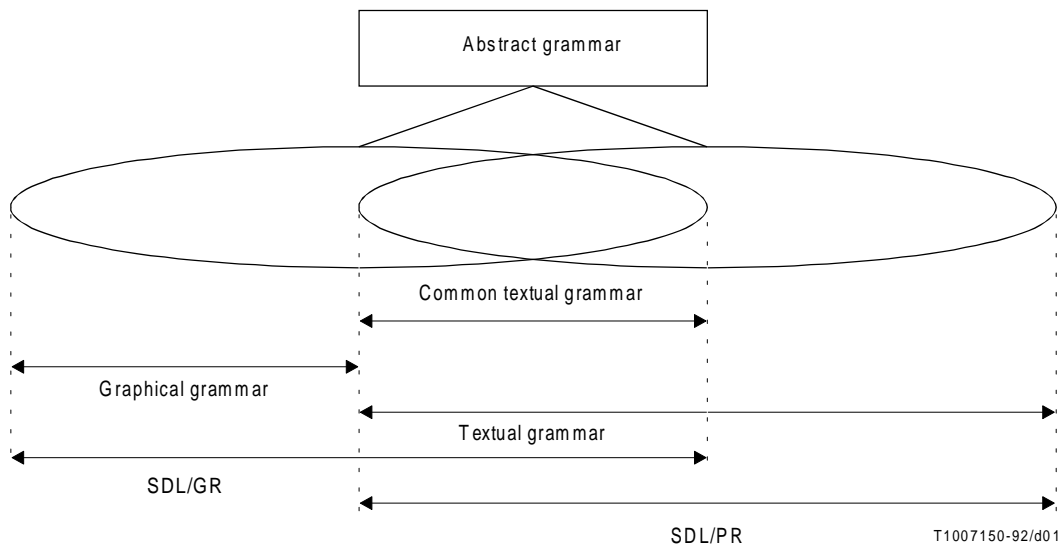 Abstract grammar
Common textual grammar
Graphical grammar
Textual grammar
SDL/GR
SDL/PR
T1007150-92/d01